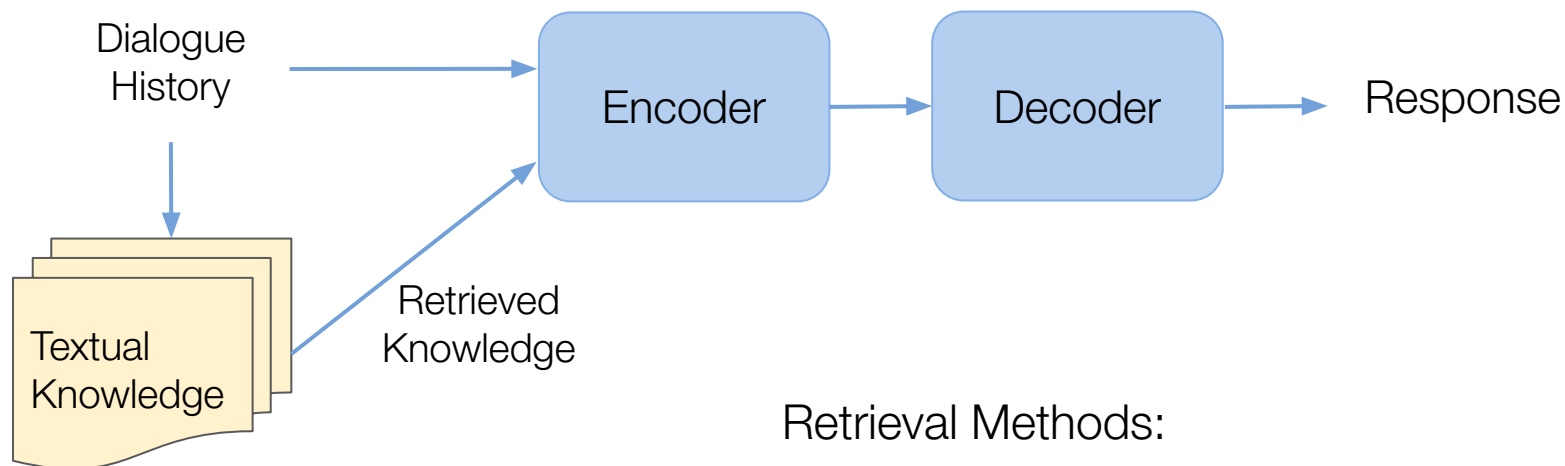 Dialogue
History
Encoder
Decoder
Response
Retrieved
Knowledge
Textual
Knowledge
Retrieval Methods: